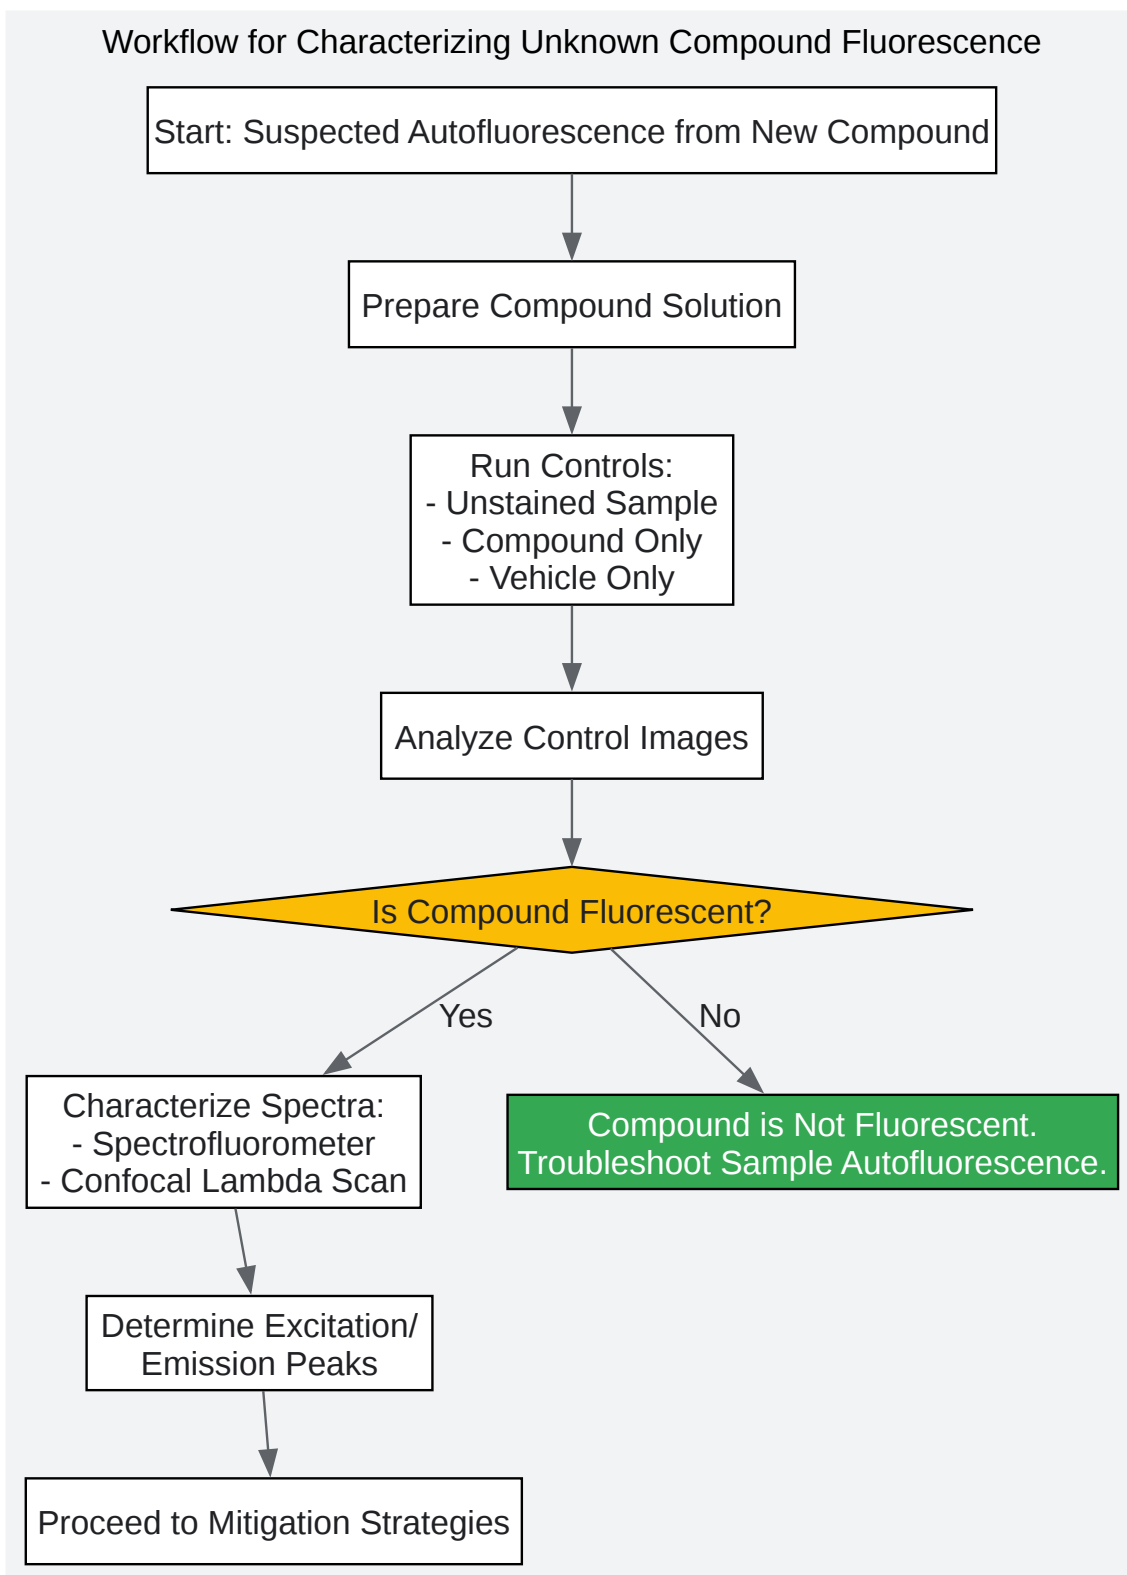 Workflow for Characterizing Unknown Compound Fluorescence
Start: Suspected Autofluorescence from New Compound
Prepare Compound Solution
Run Controls:
- Unstained Sample
- Compound Only
- Vehicle Only
Analyze Control Images
Is Compound Fluorescent?
Yes
No
Characterize Spectra:
- Spectrofluorometer
- Confocal Lambda Scan
Compound is Not Fluorescent.
Troubleshoot Sample Autofluorescence.
Determine Excitation/
Emission Peaks
Proceed to Mitigation Strategies